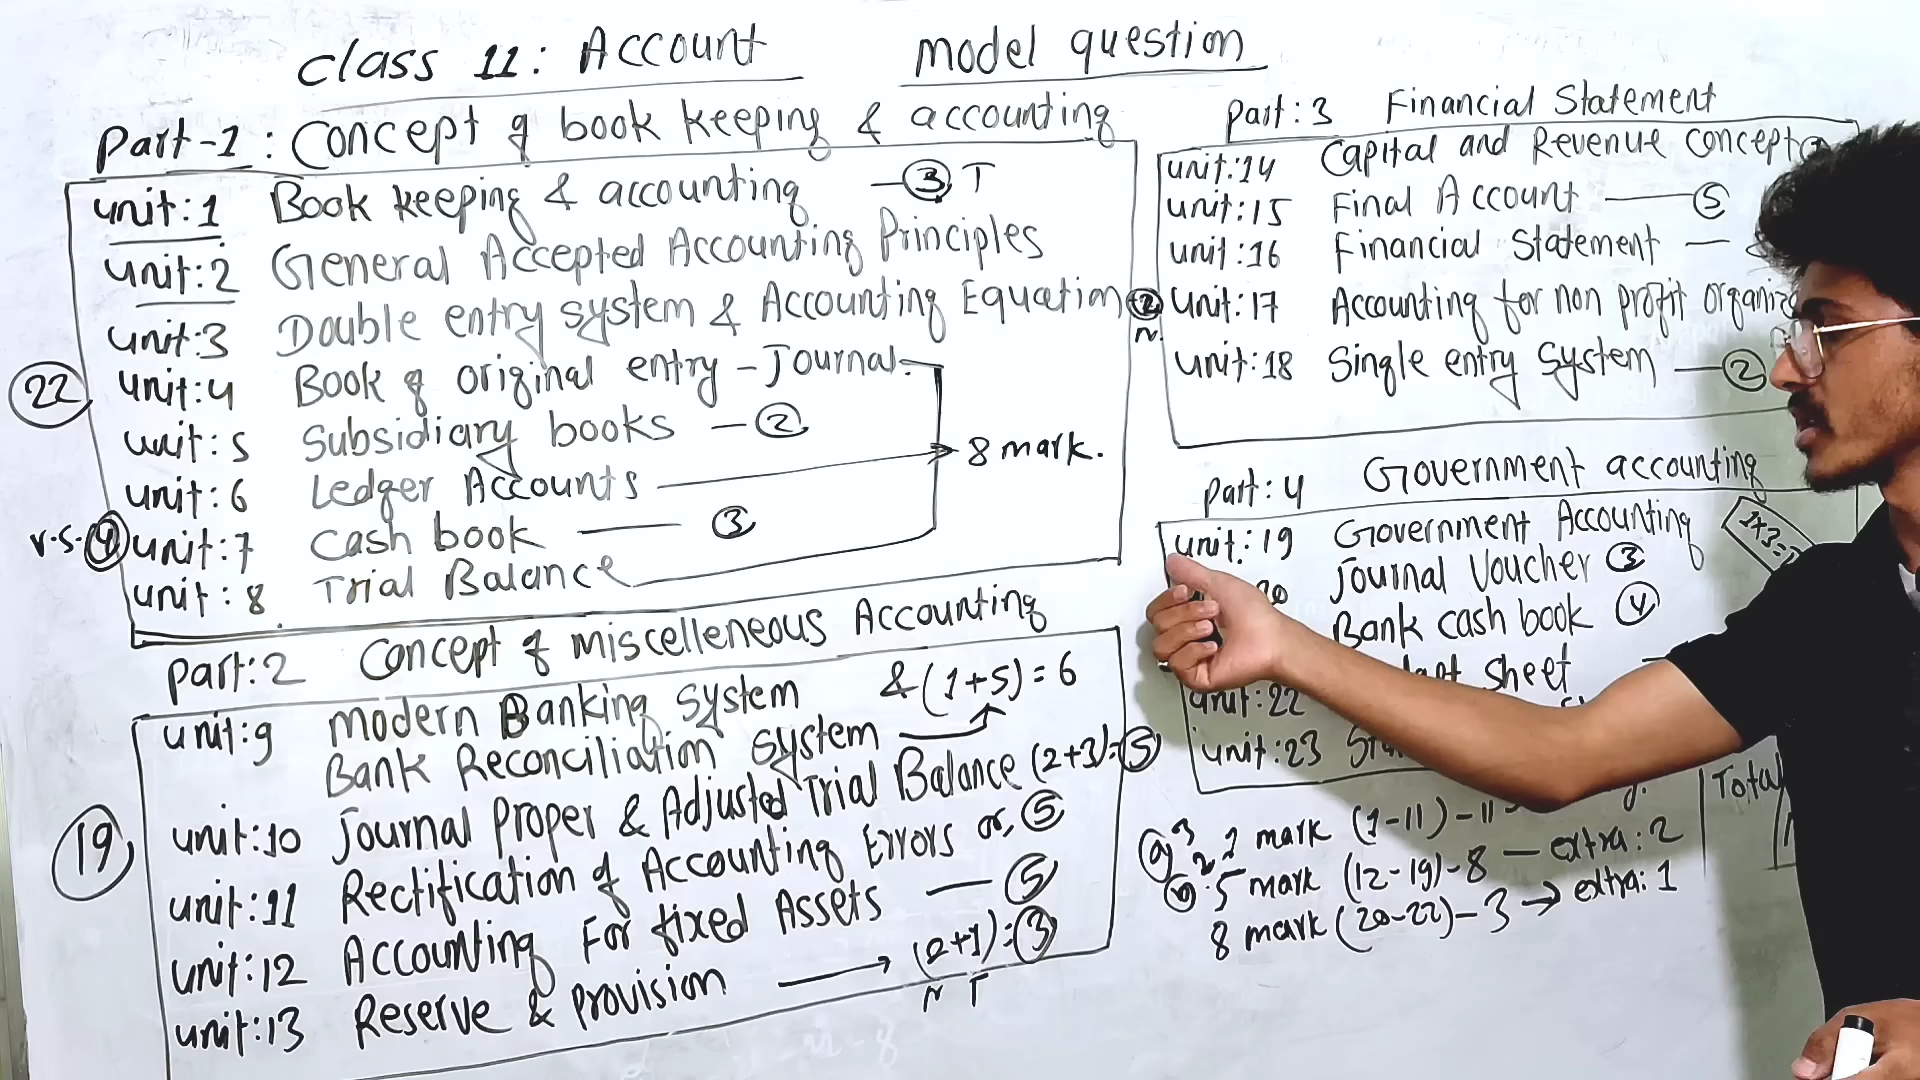 class 11: Account model question
Part-1: Concept of book keeping & accounting
unit:1 Book keeping & accounting — 3 T
unit:2 General Accepted Accounting Principles
unit:3 Double entry system & Accounting Equation 2 N.
unit:4 Book of original entry - Journal
unit:5 Subsidiary books — 2
unit:6 Ledger Accounts
8 mark.
unit:7 Cash book — 3
unit:8 Trial Balance
22
v.s. 4
Part:2 Concept of miscelleneous Accounting
unit:9 Modern Banking System & (1+5)=6
Bank Reconciliation System
unit:10 Journal Proper & Adjusted Trial Balance (2+3)=5
unit:11 Rectification of Accounting Errors or, 5
unit:12 Accounting For fixed Assets — 5
unit:13 Reserve & provision → (2+1)=3
N T
19
Part:3 Financial Statement
unit:14 Capital and Revenue concept
unit:15 Final Account — 5
unit:16 Financial Statement —
unit:17 Accounting for non profit
unit:18 Single entry System — 2
Part:4 Government accounting
unit:19 Government Accounting
20 Journal Voucher 3
Bank cash book 4
sheet
unit:22
unit:23
Total
1 mark (1-11) - 11
5 mark (12-19) - 8 — extra: 2
8 mark (20-22) - 3 → extra: 1